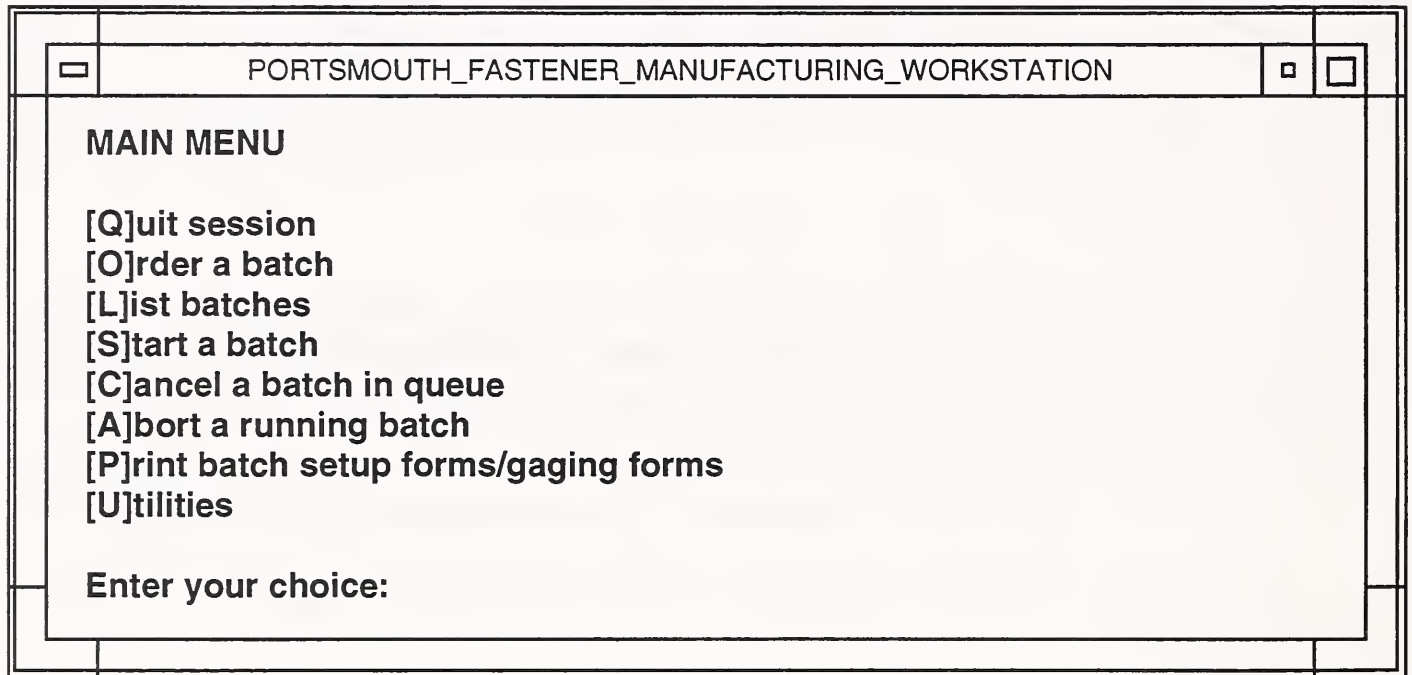 PORTSMOUTH_FASTENER_MANUFACTURING_WORKSTATION
MAIN MENU
[Q]uit session
[O]rder a batch
[L]ist batches
[S]tart a batch
[C]ancel a batch in queue
[A]bort a running batch
[P]rint batch setup forms/gaging forms
[U]tilities
Enter your choice: